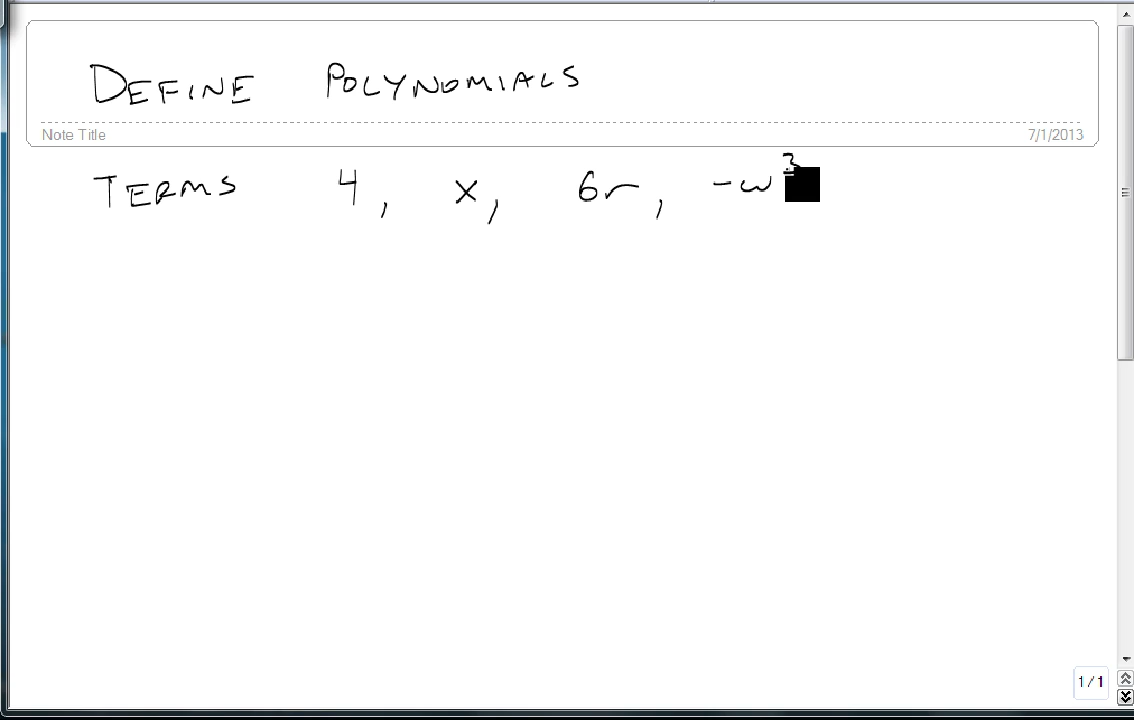 DEFINE POLYNOMIALS
Note Title
7/1/2013
TERMS 4, x, 6r, -w³
1/1